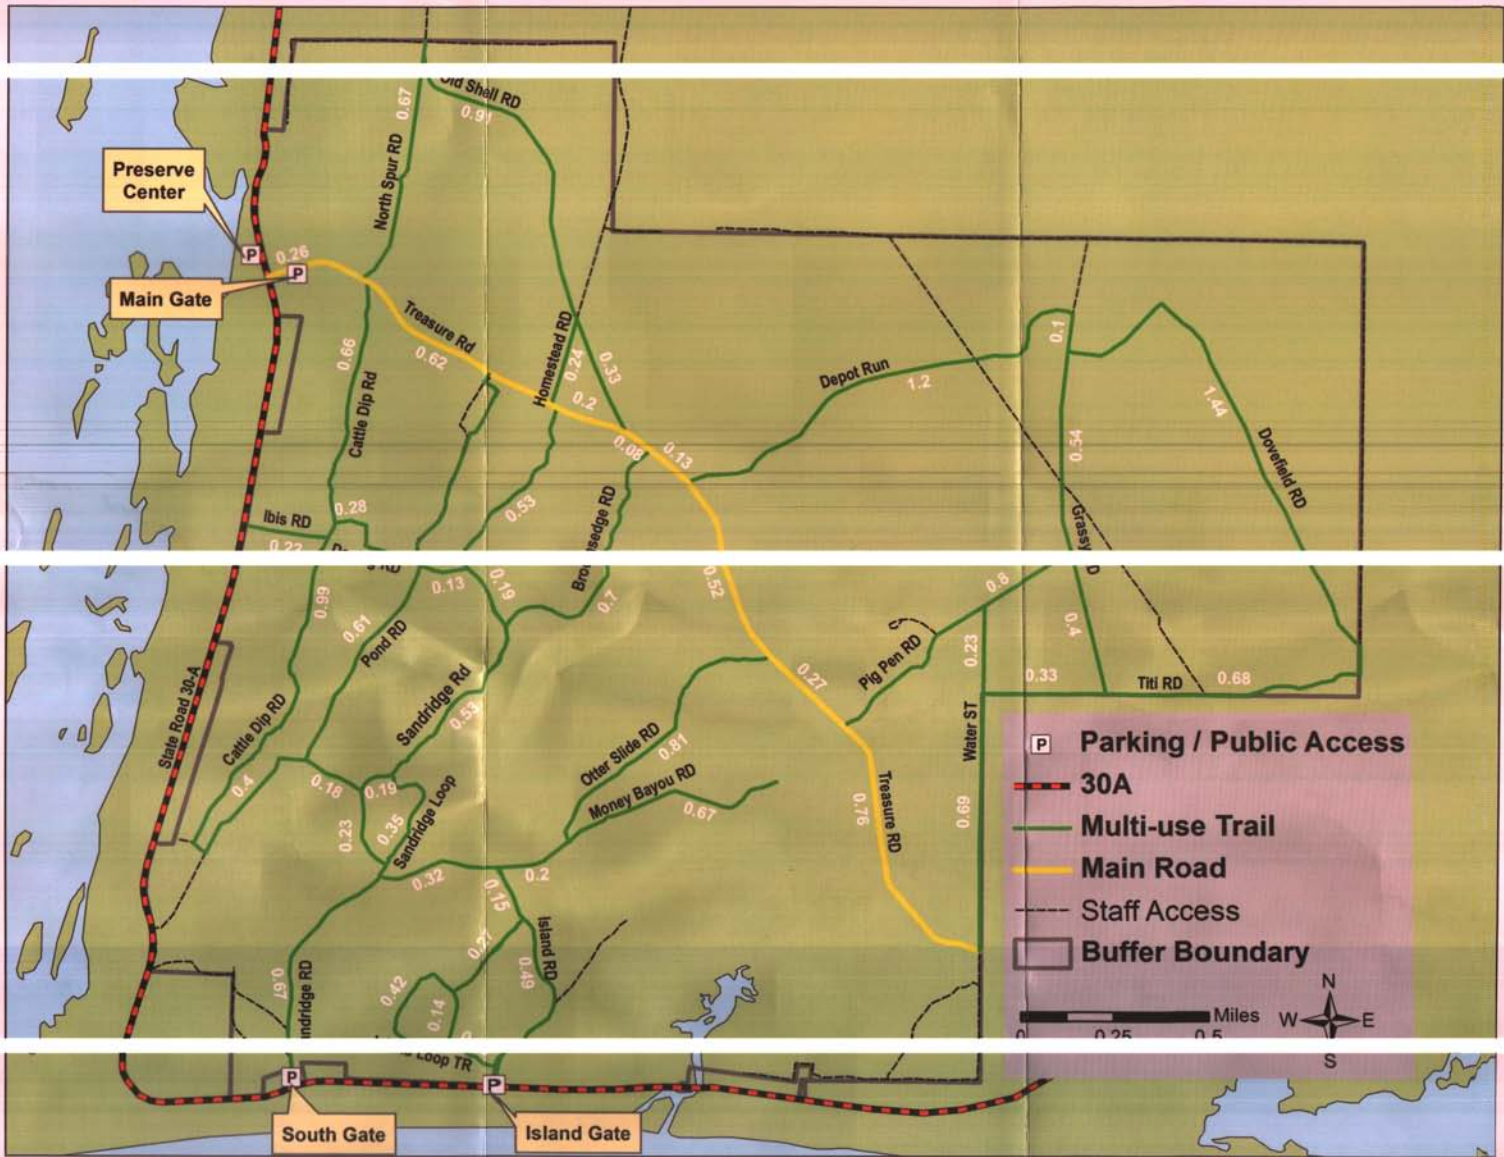 Old Shell RD
0.91
0.67
North Spur RD
Preserve
Center
P
0.26
P
Main Gate
Treasure Rd
0.62
0.66
Cattle Dip Rd
Homestead RD
0.24
0.33
0.2
0.08
0.13
Depot Run
1.2
0.1
1.44
0.54
Dovefield RD
Grassy
Ibis RD
0.28
0.22
0.53
0.13
0.19
0.7
0.52
0.99
0.61
Pond RD
0.8
0.4
0.23
Pig Pen RD
0.27
0.33
Titi RD
0.68
State Road 30-A
Cattle Dip RD
0.4
Sandridge Rd
0.53
Otter Slide RD
0.81
Money Bayou RD
0.67
0.18
0.19
0.23
0.35
Sandridge Loop
0.32
0.2
0.15
Water ST
0.69
Treasure RD
0.76
0.27
Island RD
0.49
0.42
0.14
0.67
Loop TR
P
South Gate
P
Island Gate
P Parking / Public Access
30A
Multi-use Trail
Main Road
Staff Access
Buffer Boundary
Miles
0 0.25 0.5
N
W E
S